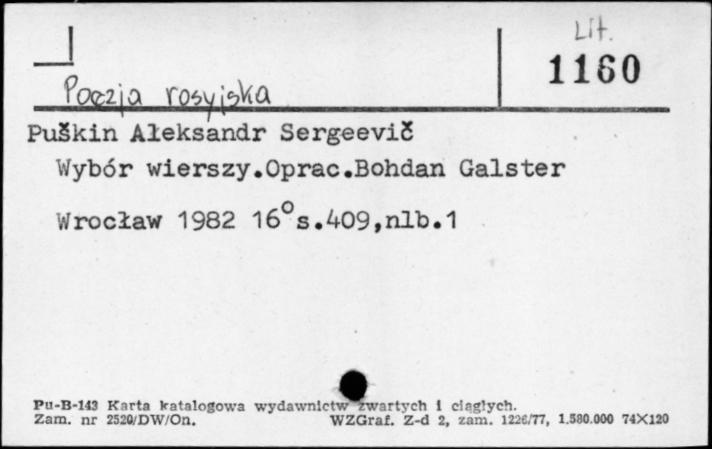 Lit.
1160
Poezja rosyjska
Puškin Ałeksandr Sergeevič
Wybór wierszy.Oprac.Bohdan Galster
Wrocław 1982 16° s.409,nlb.1
Pu-B-143 Karta katalogowa wydawnictw zwartych i ciągłych.
Zam. nr 2520/DW/On. WZGraf. Z-d 2, zam. 1226/77, 1.580.000 74X120